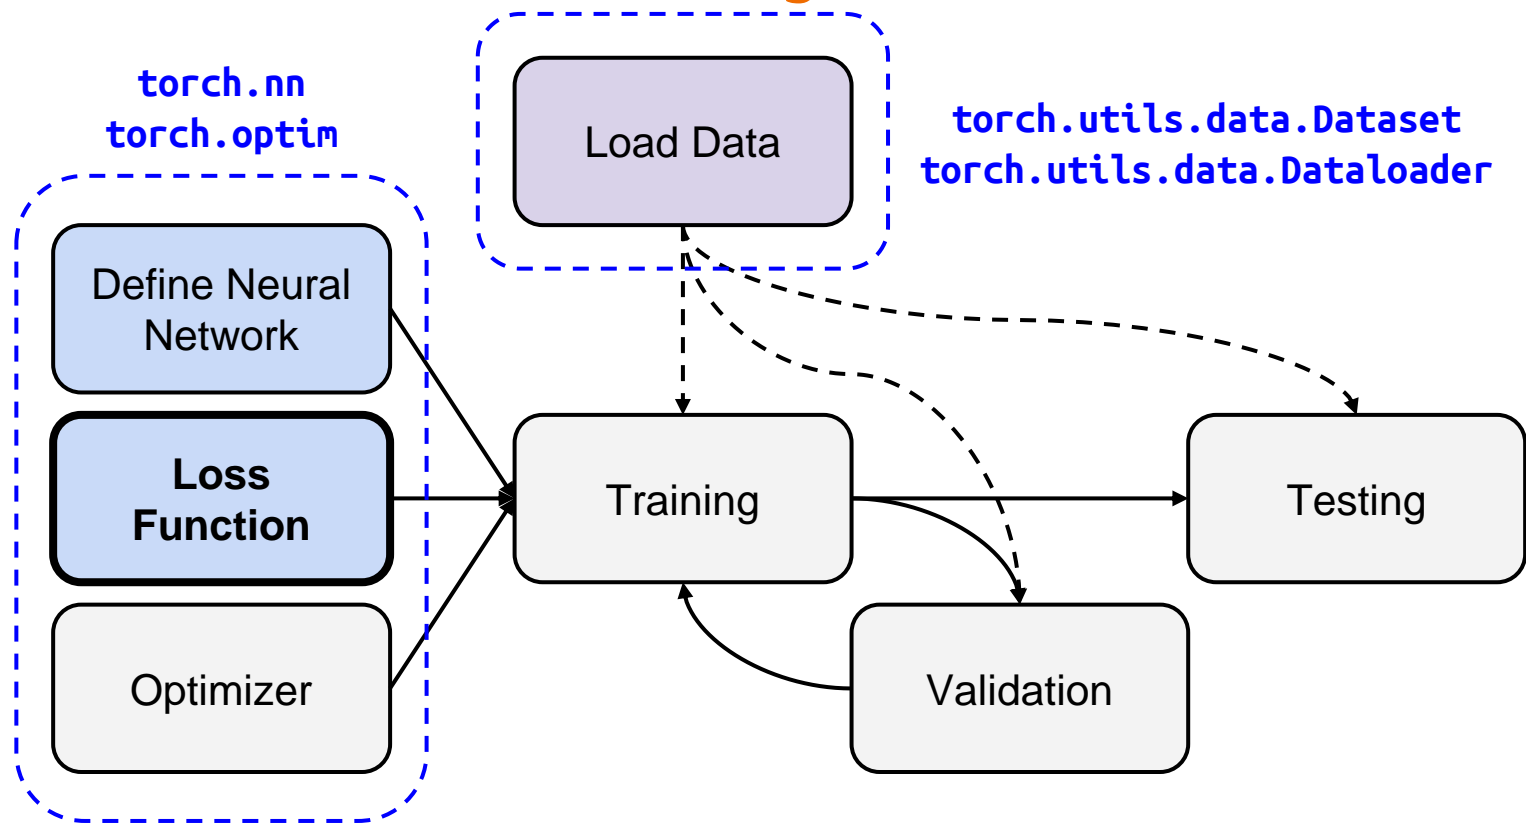 torch.nn
torch.optim
Load Data
torch.utils.data.Dataset
torch.utils.data.Dataloader
Define Neural
Network
Loss
Function
Optimizer
Training
Validation
Testing